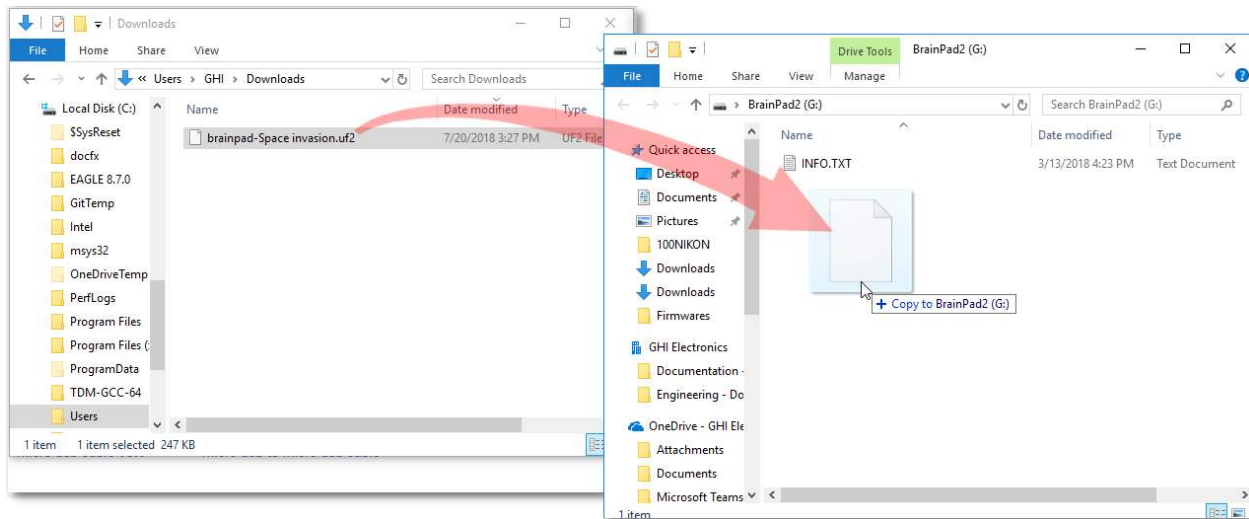 Downloads
File Home Share View
« Users > GHI > Downloads
Search Downloads
Local Disk (C:)
$SysReset
docfx
EAGLE 8.7.0
GitTemp
Intel
msys32
OneDriveTemp
PerfLogs
Program Files
Program Files (
ProgramData
TDM-GCC-64
Users
Name Date modified Type
brainpad-Space invasion.uf2 7/20/2018 3:27 PM UF2 File
1 item 1 item selected 247 KB
Drive Tools BrainPad2 (G:)
File Home Share View Manage
> BrainPad2 (G:)
Search BrainPad2 (G:)
Quick access
Desktop
Documents
Pictures
100NIKON
Downloads
Downloads
Firmwares
GHI Electronics
Documentation -
Engineering - Do
OneDrive - GHI Ele
Attachments
Documents
Microsoft Teams
Name Date modified Type
INFO.TXT 3/13/2018 4:23 PM Text Document
+ Copy to BrainPad2 (G:)
1 item